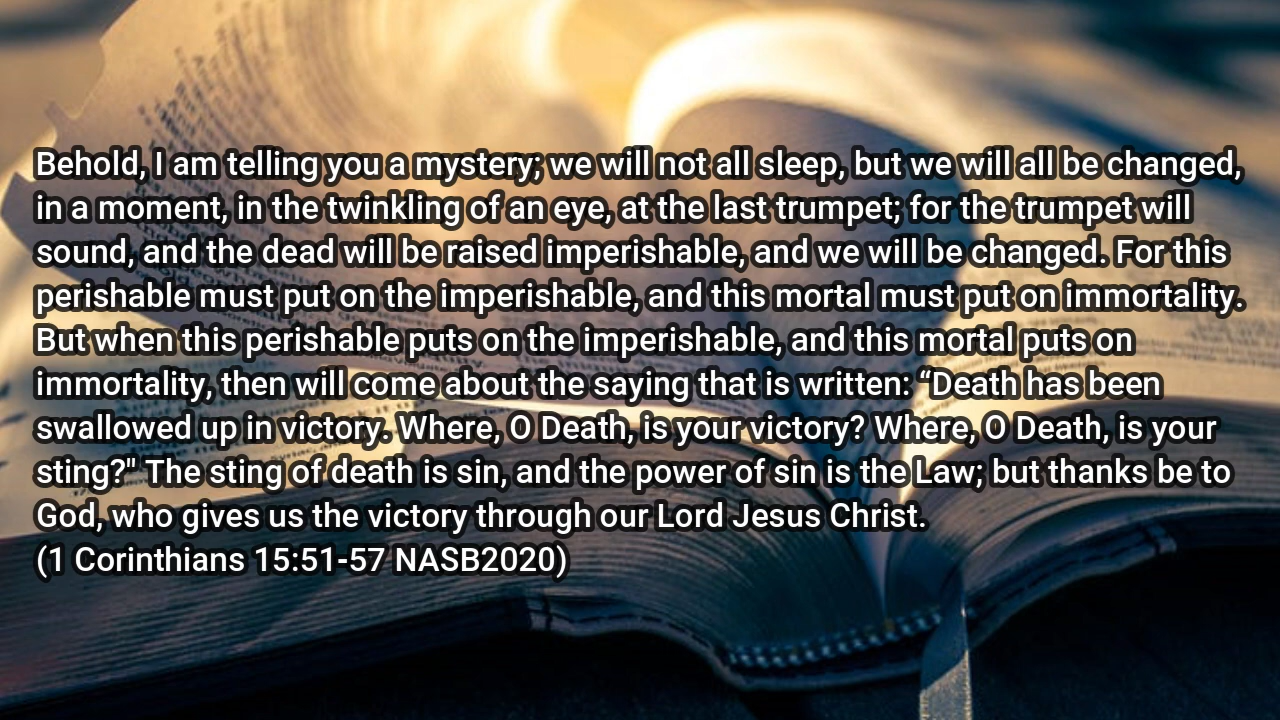 Behold, I am telling you a mystery; we will not all sleep, but we will all be changed,
in a moment, in the twinkling of an eye, at the last trumpet; for the trumpet will
sound, and the dead will be raised imperishable, and we will be changed. For this
perishable must put on the imperishable, and this mortal must put on immortality.
But when this perishable puts on the imperishable, and this mortal puts on
immortality, then will come about the saying that is written: “Death has been
swallowed up in victory. Where, O Death, is your victory? Where, O Death, is your
sting?" The sting of death is sin, and the power of sin is the Law; but thanks be to
God, who gives us the victory through our Lord Jesus Christ.
(1 Corinthians 15:51-57 NASB2020)